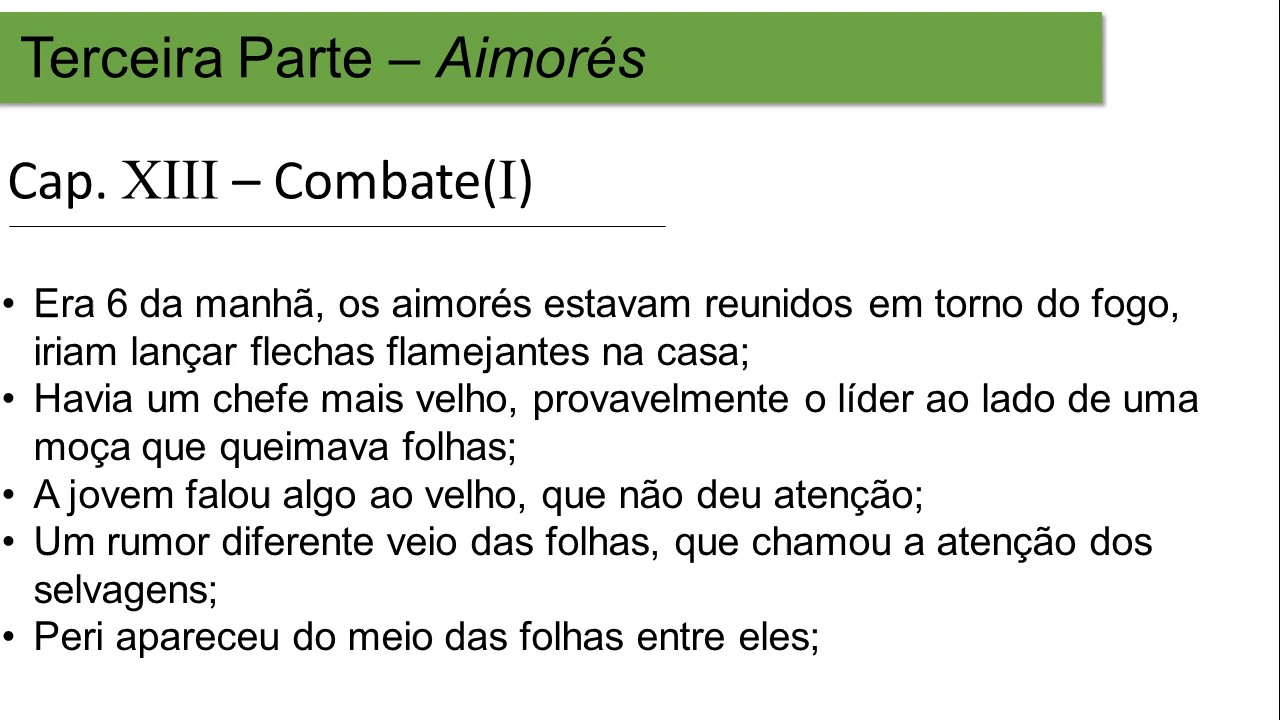 Terceira Parte – Aimorés
Cap. XIII – Combate(I)
• Era 6 da manhã, os aimorés estavam reunidos em torno do fogo,
iriam lançar flechas flamejantes na casa;
• Havia um chefe mais velho, provavelmente o líder ao lado de uma
moça que queimava folhas;
• A jovem falou algo ao velho, que não deu atenção;
• Um rumor diferente veio das folhas, que chamou a atenção dos
selvagens;
• Peri apareceu do meio das folhas entre eles;